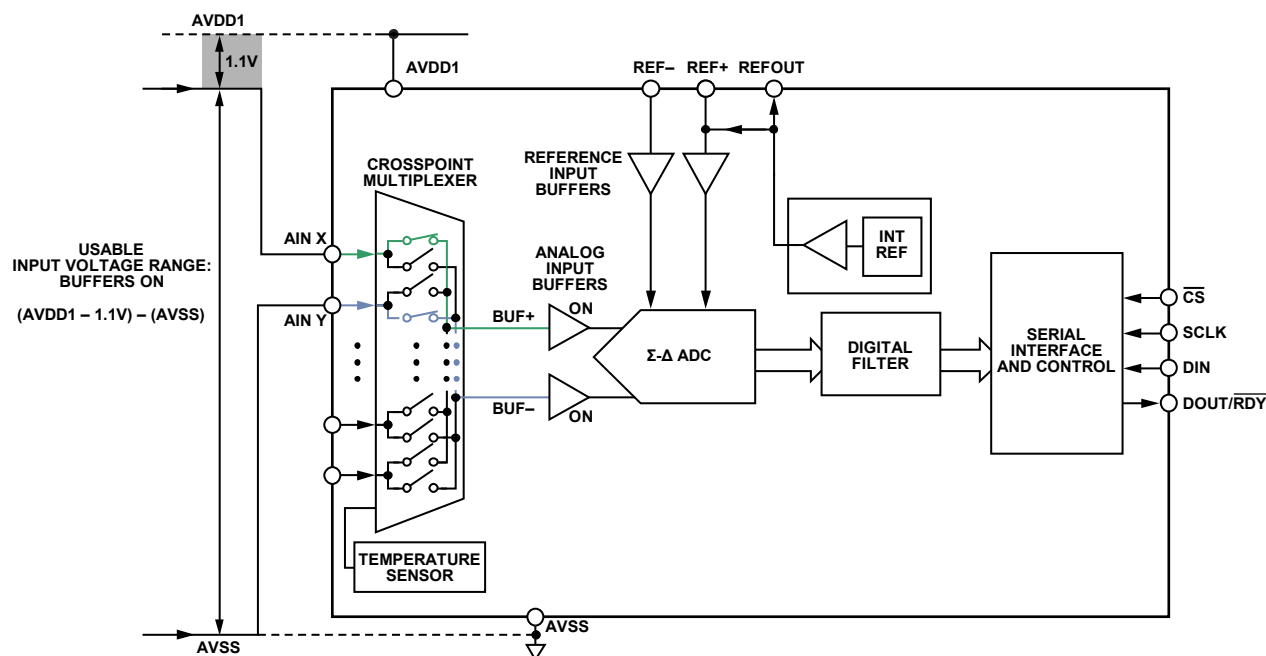 AVDD1
1.1V
AVDD1
REF–
REF+
REFOUT
CROSSPOINT
MULTIPLEXER
REFERENCE
INPUT
BUFFERS
INT
REF
USABLE
INPUT VOLTAGE RANGE:
BUFFERS ON
(AVDD1 – 1.1V) – (AVSS)
AIN X
AIN Y
ANALOG
INPUT
BUFFERS
BUF+
ON
BUF–
ON
Σ-Δ ADC
DIGITAL
FILTER
SERIAL
INTERFACE
AND CONTROL
C̅S̅
SCLK
DIN
DOUT/R̅D̅Y̅
TEMPERATURE
SENSOR
AVSS
AVSS